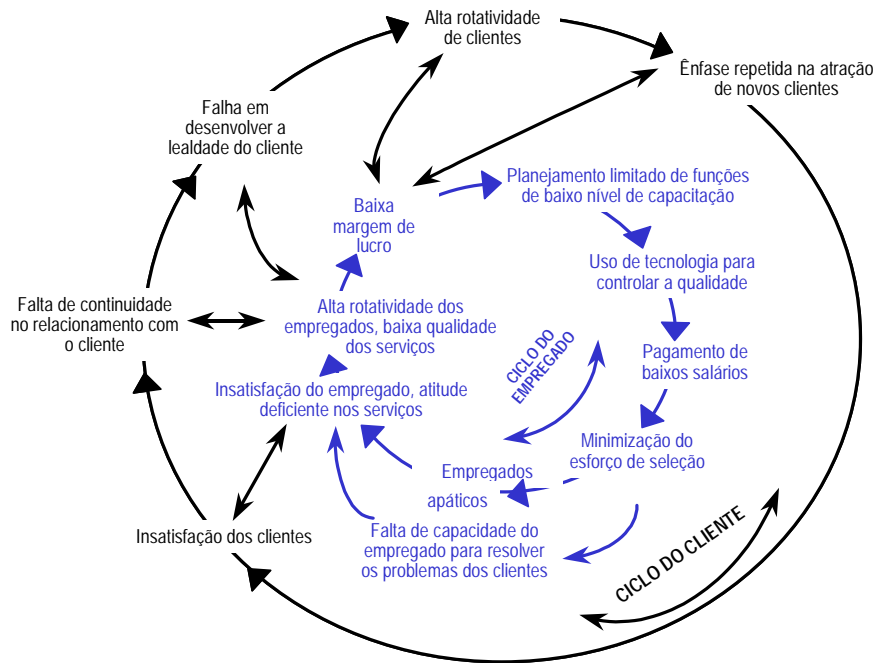 Alta rotatividade
de clientes
Ênfase repetida na atração
de novos clientes
Falha em
desenvolver a
lealdade do cliente
Planejamento limitado de funções
de baixo nível de capacitação
Baixa
margem de
lucro
Uso de tecnologia para
controlar a qualidade
Falta de continuidade
no relacionamento com
o cliente
Alta rotatividade dos
empregados, baixa qualidade
dos serviços
CICLO DO
EMPREGADO
Pagamento de
baixos salários
Insatisfação do empregado, atitude
deficiente nos serviços
Minimização do
esforço de seleção
Empregados
apáticos
Insatisfação dos clientes
Falta de capacidade do
empregado para resolver
os problemas dos clientes
CICLO DO CLIENTE